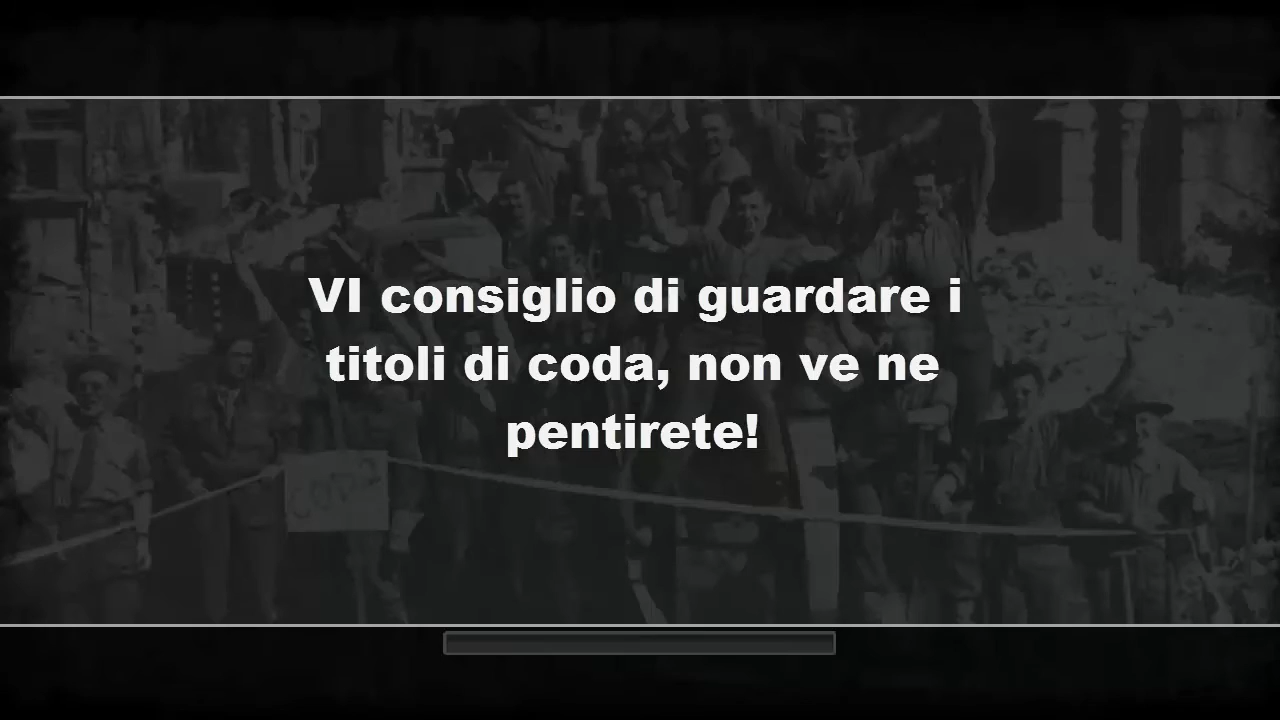 VI consiglio di guardare i
titoli di coda, non ve ne
pentirete!